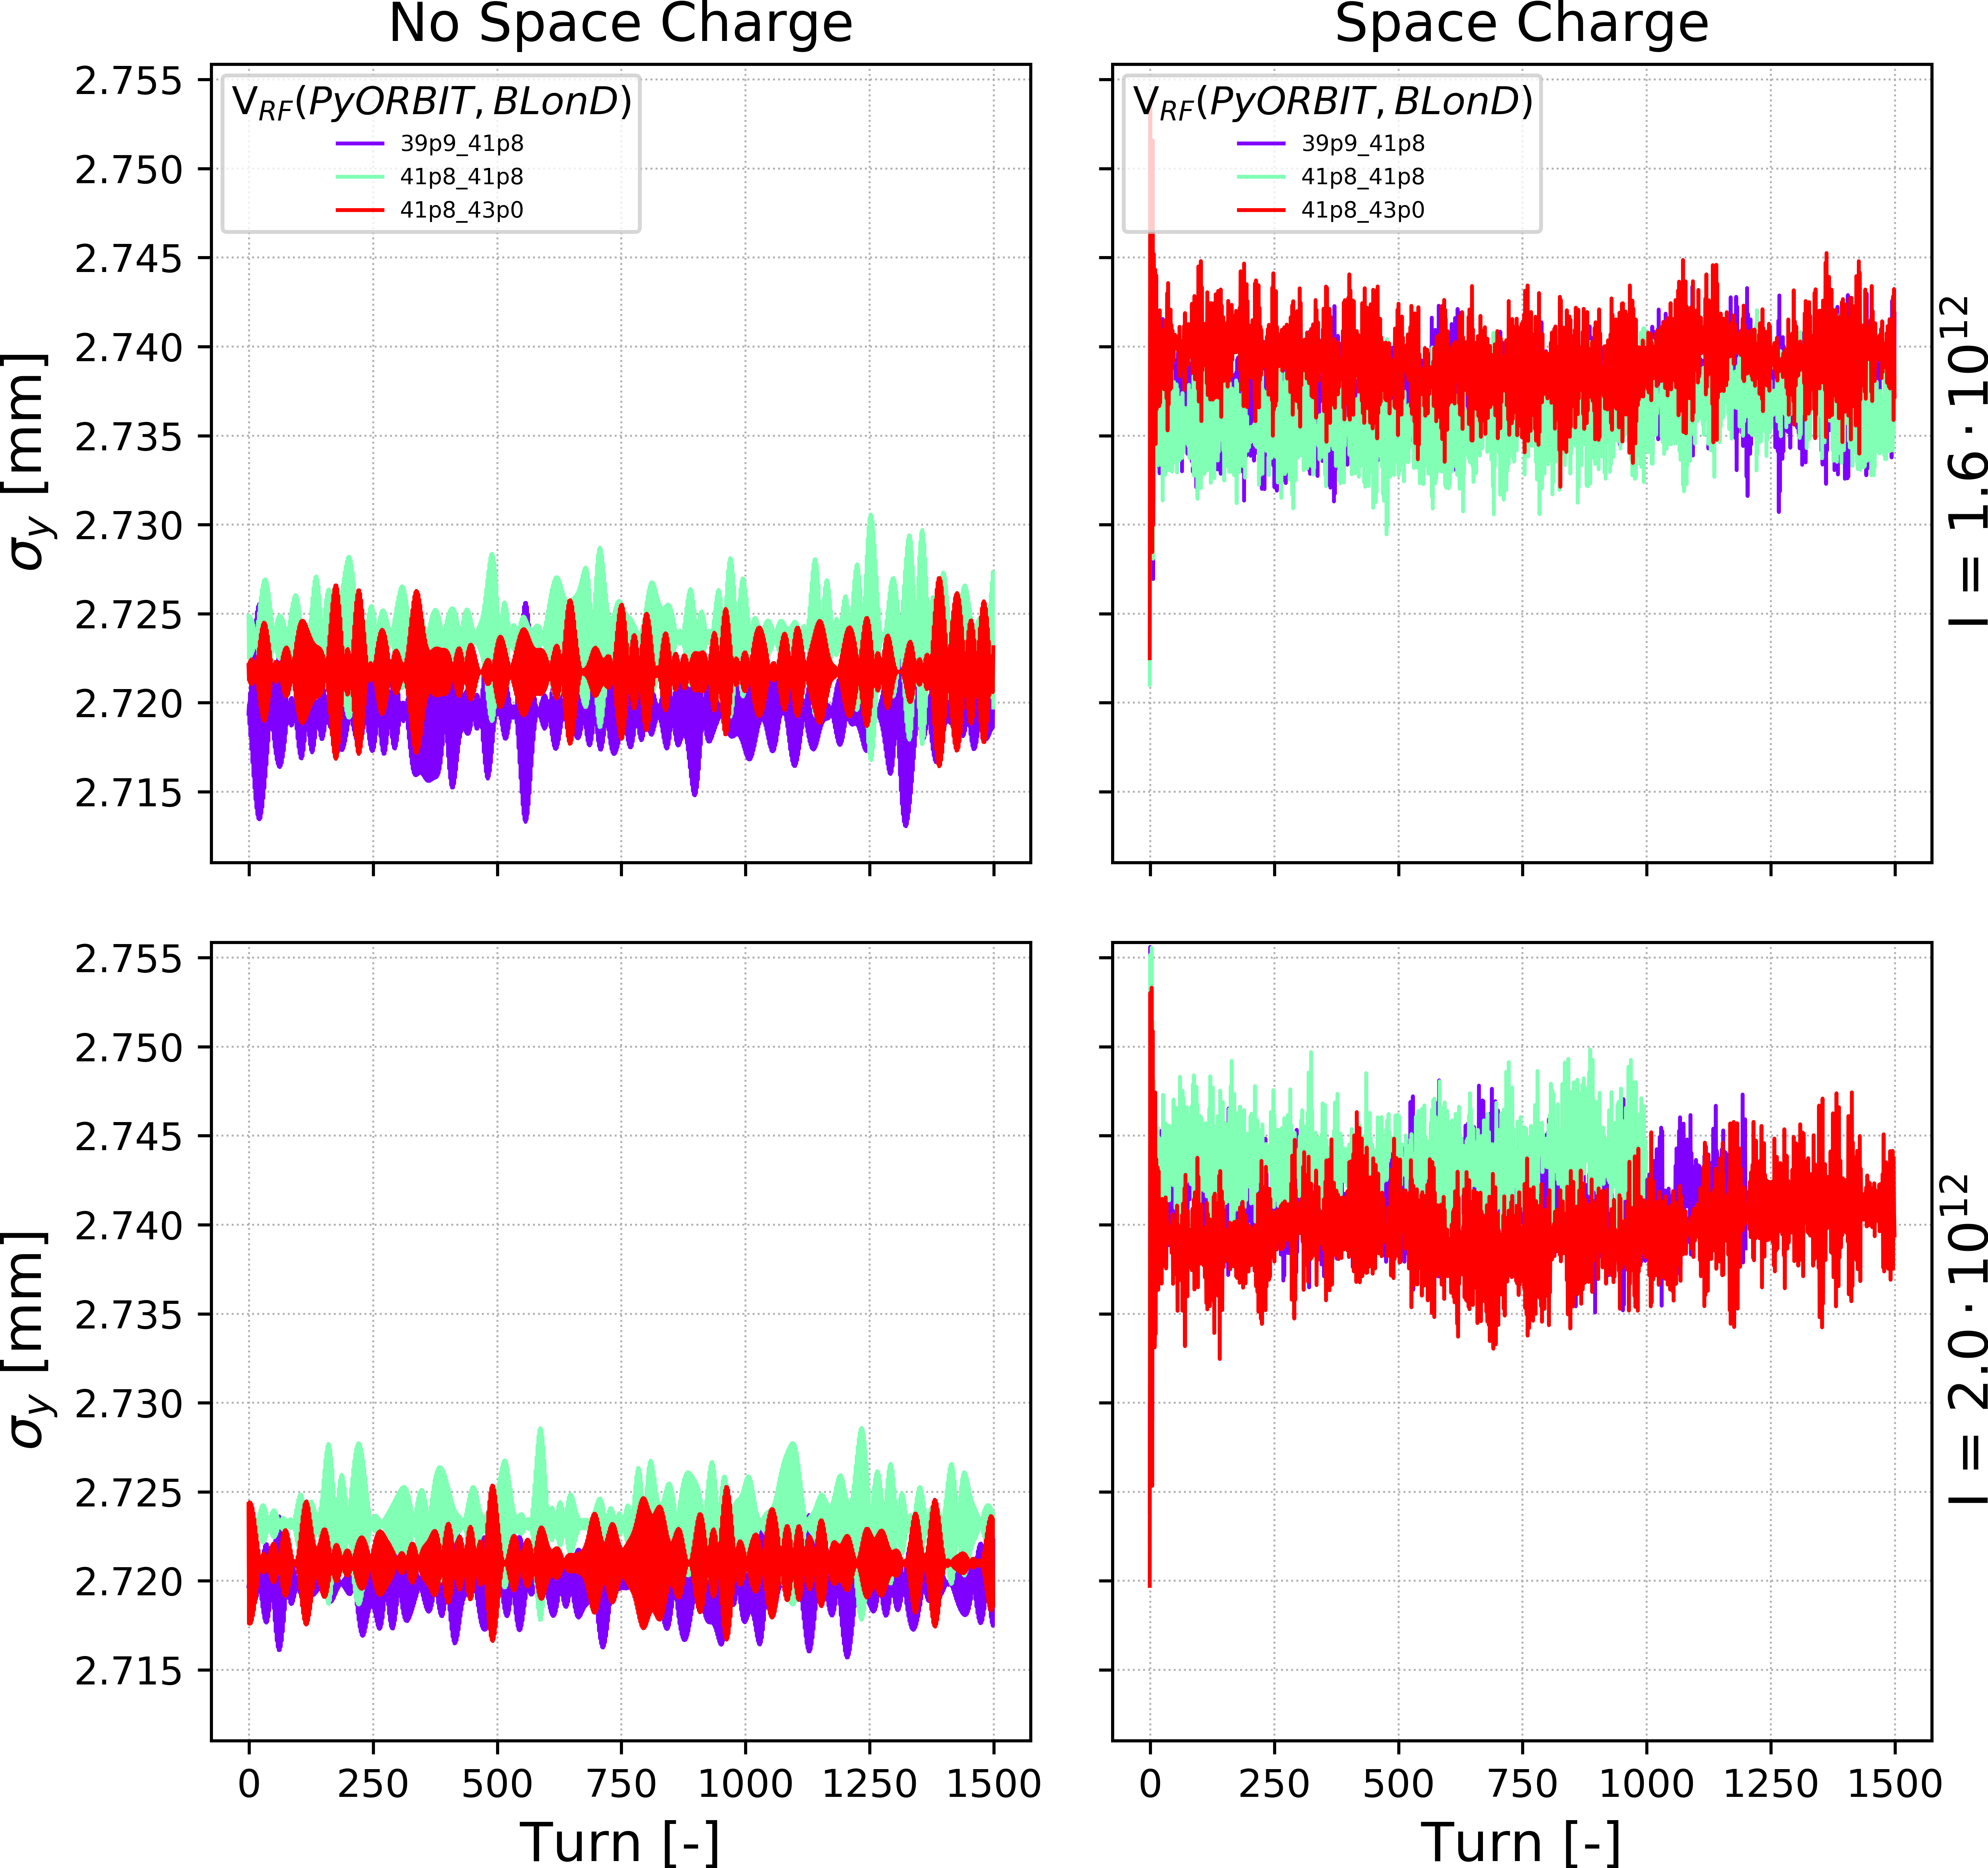 No Space Charge
Space Charge
V_RF(PyORBIT, BLonD)
39p9_41p8
41p8_41p8
41p8_43p0
V_RF(PyORBIT, BLonD)
39p9_41p8
41p8_41p8
41p8_43p0
2.755
2.750
2.745
2.740
2.735
2.730
2.725
2.720
2.715
σ_y [mm]
I = 1.6 · 10^12
2.755
2.750
2.745
2.740
2.735
2.730
2.725
2.720
2.715
σ_y [mm]
I = 2.0 · 10^12
0 250 500 750 1000 1250 1500
0 250 500 750 1000 1250 1500
Turn [-]
Turn [-]